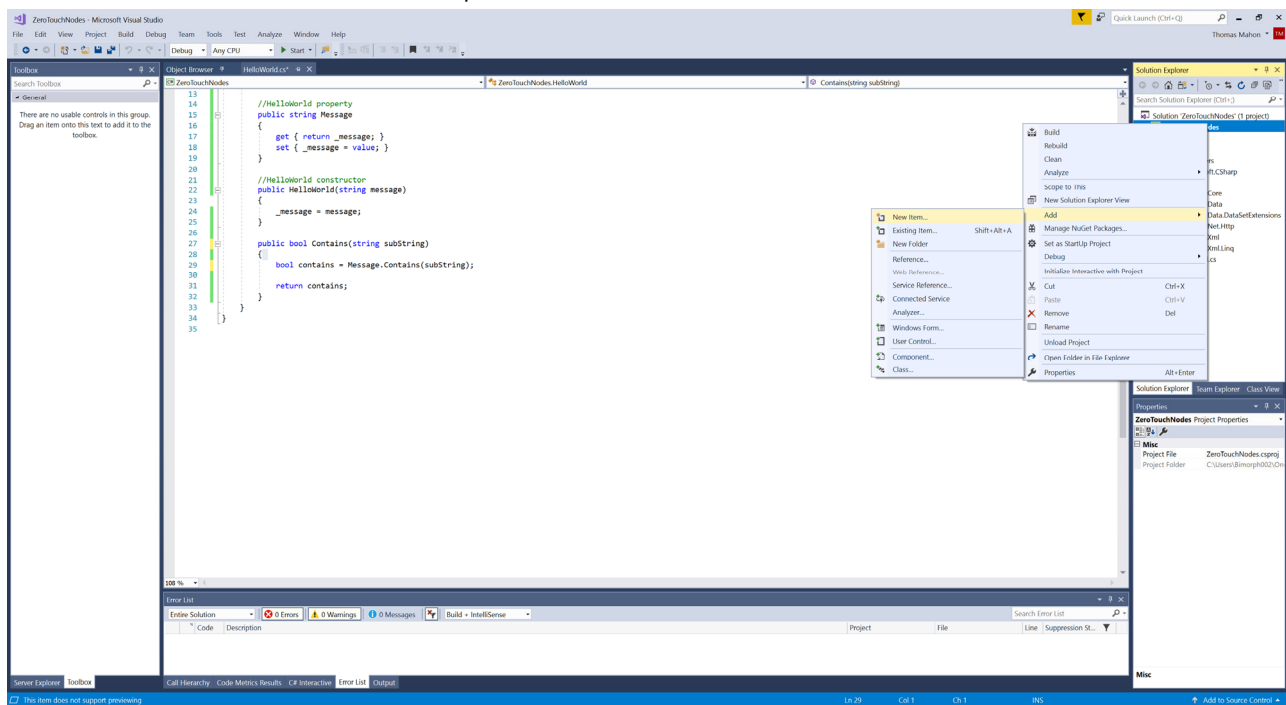 ZeroTouchNodes - Microsoft Visual Studio
Quick Launch (Ctrl+Q)
File Edit View Project Build Debug Team Tools Test Analyze Window Help
Thomas Mahon TM
Debug Any CPU Start
Toolbox
Search Toolbox
General
There are no usable controls in this group.
Drag an item onto this text to add it to the
toolbox.
Object Browser HelloWorld.cs*
ZeroTouchNodes ZeroTouchNodes.HelloWorld Contains(string subString)
13
14 //HelloWorld property
15 public string Message
16 {
17 get { return _message; }
18 set { _message = value; }
19 }
20
21 //HelloWorld constructor
22 public HelloWorld(string message)
23 {
24 _message = message;
25 }
26
27 public bool Contains(string subString)
28 {
29 bool contains = Message.Contains(subString);
30
31 return contains;
32 }
33 }
34 }
35
108 %
New Item...
Existing Item... Shift+Alt+A
New Folder
Reference...
Web Reference...
Service Reference...
Connected Service
Analyzer...
Windows Form...
User Control...
Component...
Class...
Build
Rebuild
Clean
Analyze
Scope to This
New Solution Explorer View
Add
Manage NuGet Packages...
Set as StartUp Project
Debug
Initialize Interactive with Project
Cut Ctrl+X
Paste Ctrl+V
Remove Del
Rename
Unload Project
Open Folder in File Explorer
Properties Alt+Enter
Solution Explorer
Search Solution Explorer (Ctrl+;)
Solution 'ZeroTouchNodes' (1 project)
des
rs
ft.CSharp
Core
Data
Data.DataSetExtensions
Net.Http
Xml
Xml.Linq
.cs
Solution Explorer Team Explorer Class View
Properties
ZeroTouchNodes Project Properties
Misc
Project File ZeroTouchNodes.csproj
Project Folder C:\Users\Bimorph002\On
Misc
Error List
Entire Solution 0 Errors 0 Warnings 0 Messages Build + IntelliSense
Search Error List
Code Description Project File Line Suppression St...
Server Explorer Toolbox
Call Hierarchy Code Metrics Results C# Interactive Error List Output
This item does not support previewing
Ln 29 Col 1 Ch 1 INS
Add to Source Control